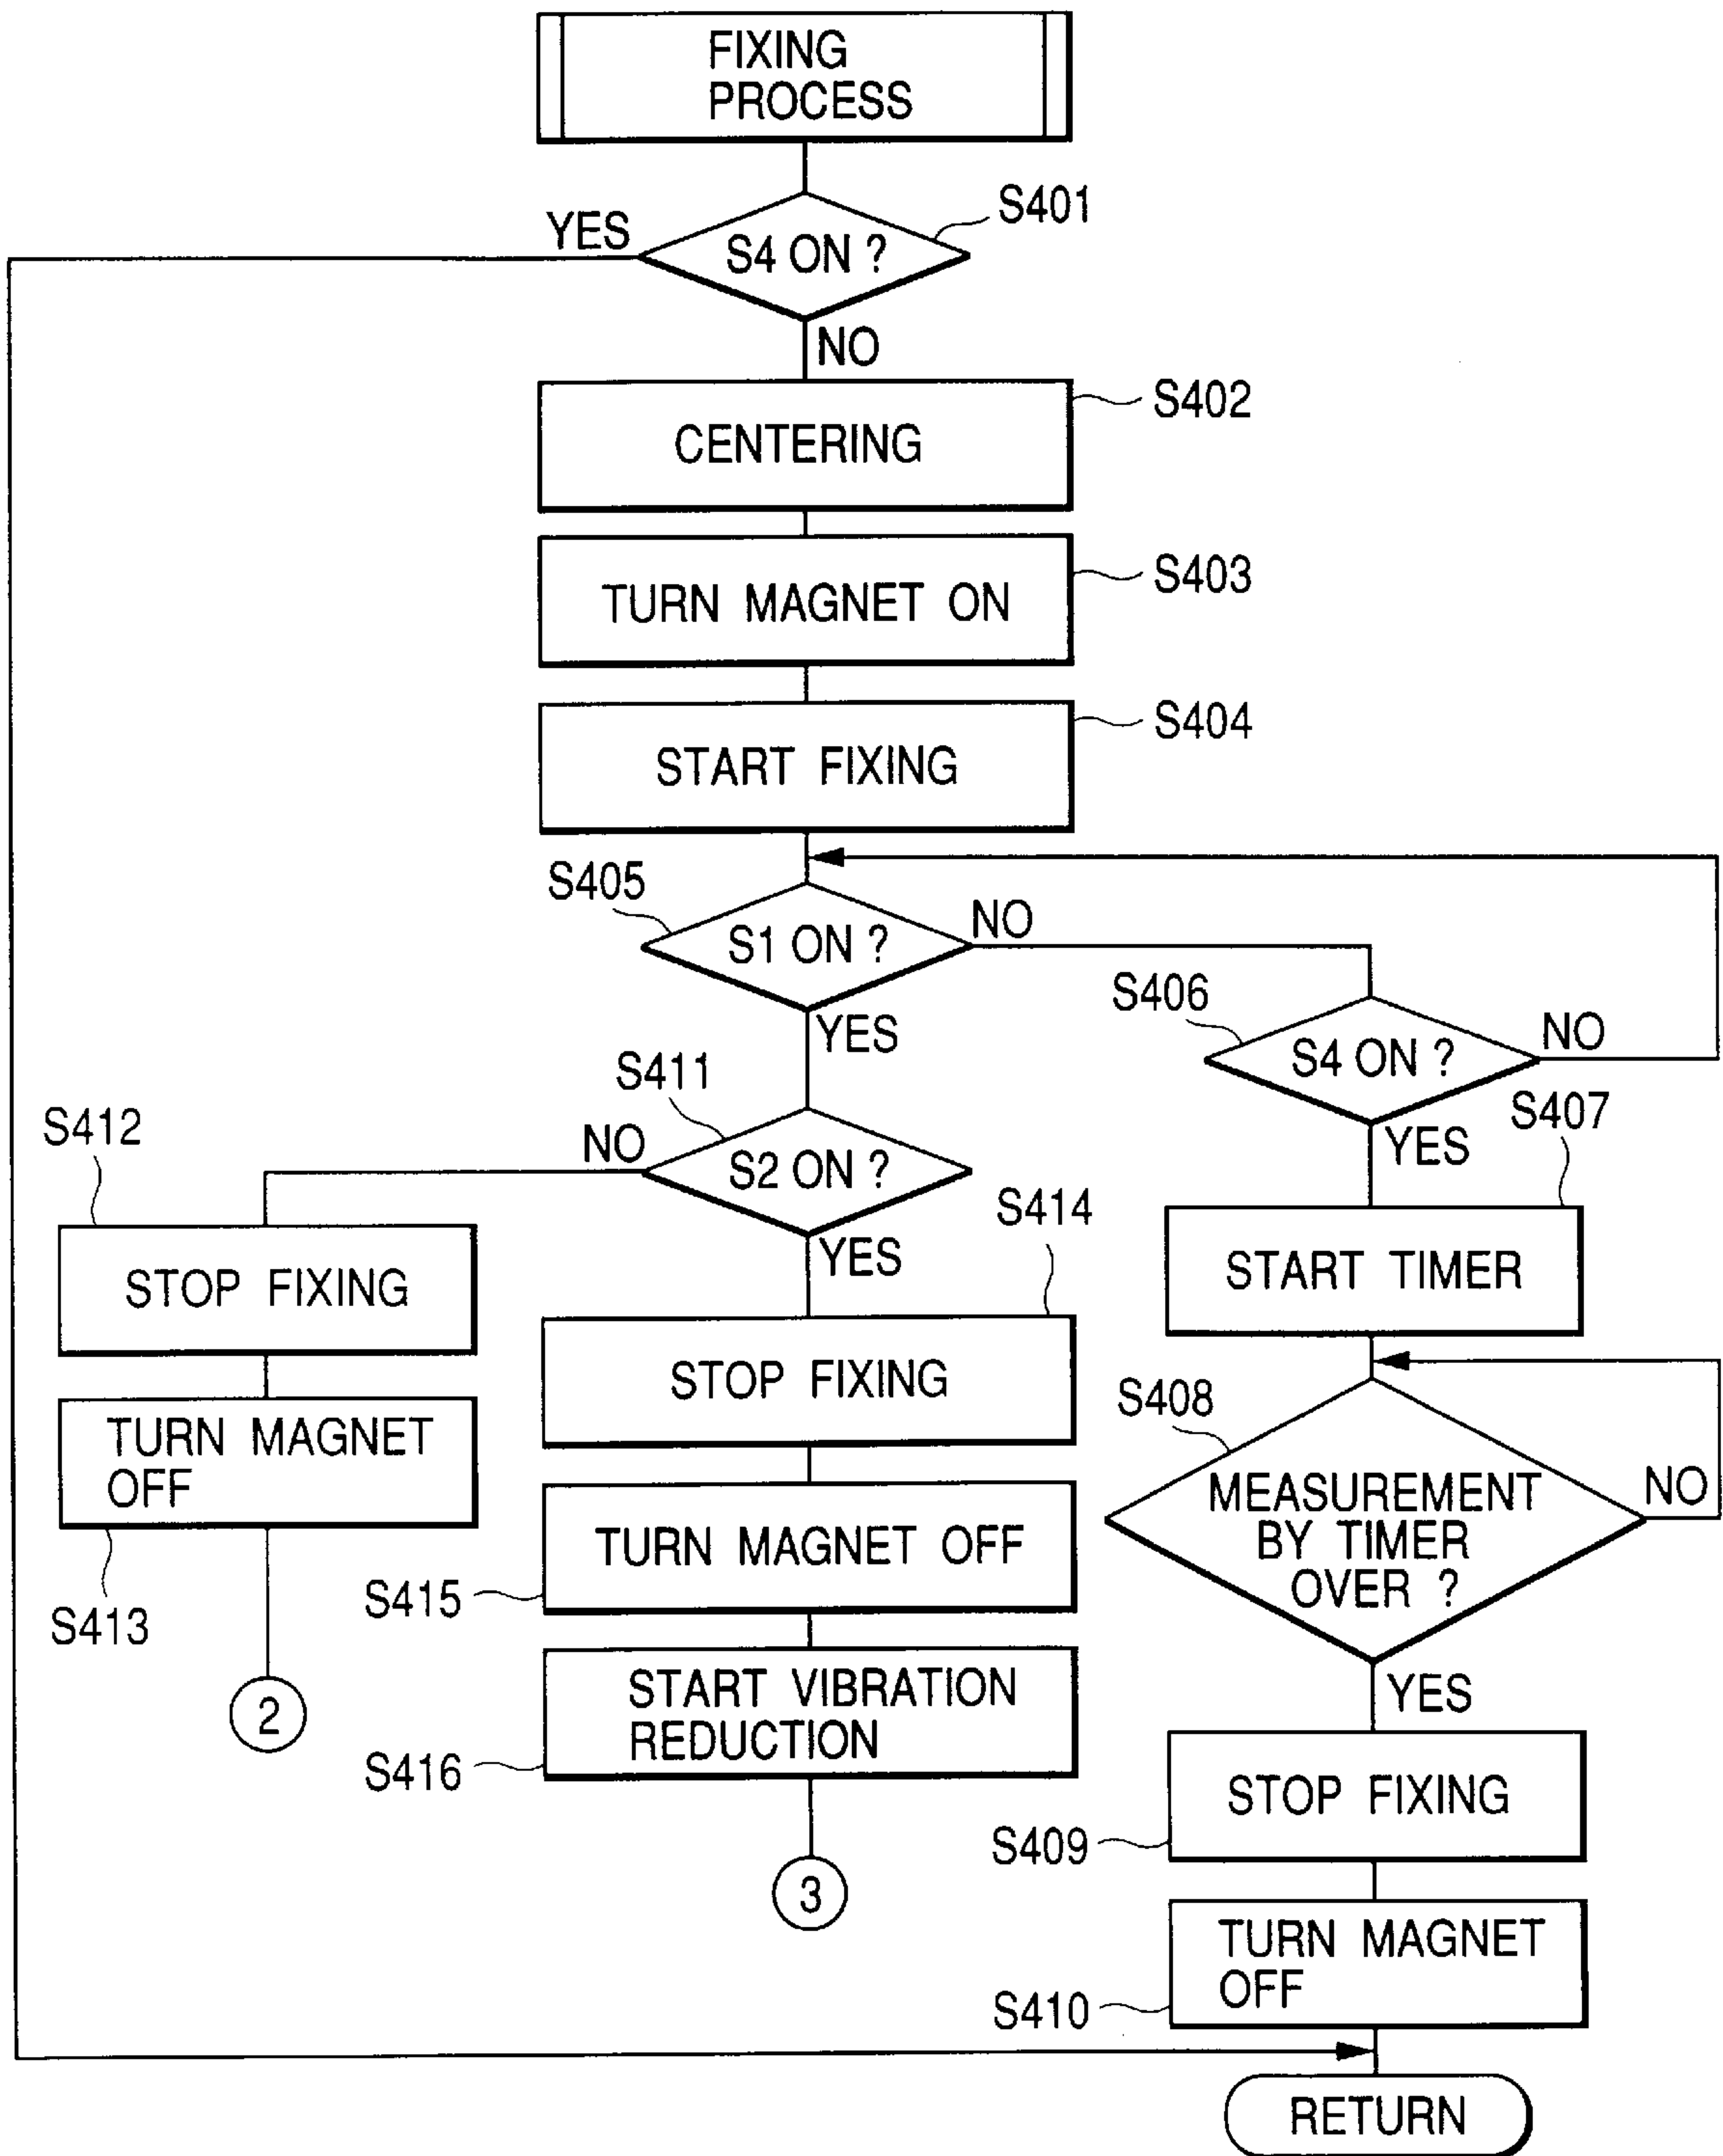 FIXING
PROCESS
S401
YES
S4 ON ?
NO
S402
CENTERING
S403
TURN MAGNET ON
S404
START FIXING
S405
S1 ON ?
NO
S406
YES
S4 ON ?
NO
S411
S407
S412
NO
S2 ON ?
YES
S414
YES
START TIMER
STOP FIXING
STOP FIXING
S408
TURN MAGNET
OFF
MEASUREMENT
BY TIMER
OVER ?
NO
TURN MAGNET OFF
S415
S413
START VIBRATION
REDUCTION
YES
2
S416
STOP FIXING
S409
3
TURN MAGNET
OFF
S410
RETURN